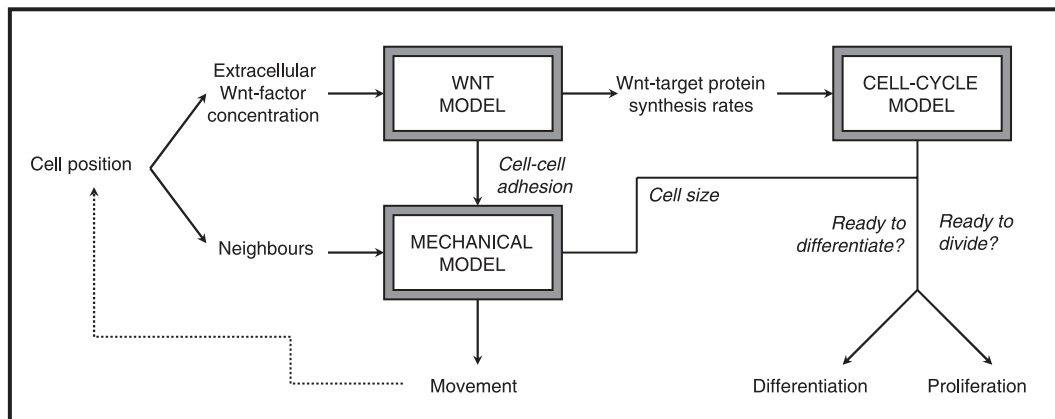 Extracellular
Wnt-factor
concentration
WNT
MODEL
Wnt-target protein
synthesis rates
CELL-CYCLE
MODEL
Cell position
Cell-cell
adhesion
Cell size
Neighbours
MECHANICAL
MODEL
Ready to
differentiate?
Ready to
divide?
Movement
Differentiation
Proliferation